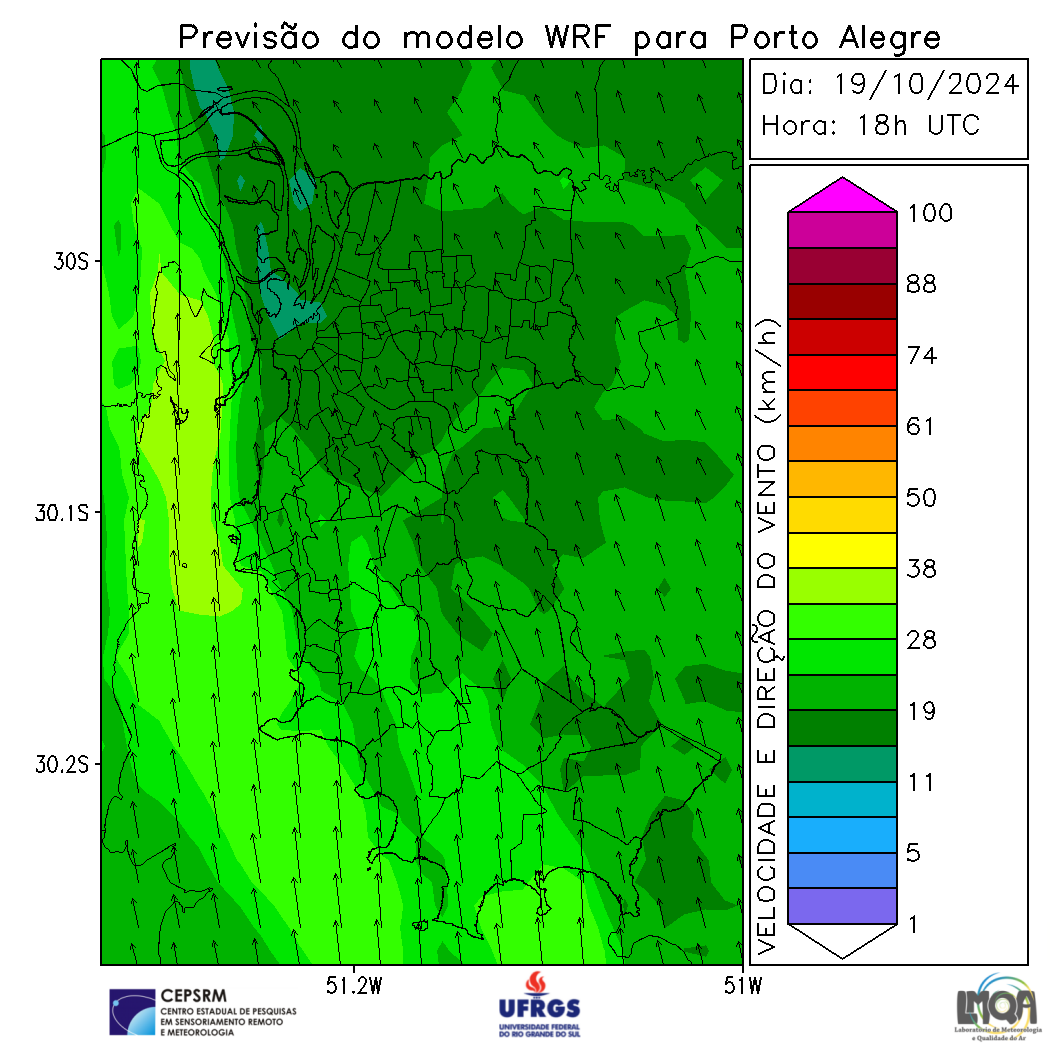 Previsão do modelo WRF para Porto Alegre
Dia: 19/10/2024
Hora: 18h UTC
30S
30.1S
30.2S
51.2W
51W
VELOCIDADE E DIREÇÃO DO VENTO (km/h)
100
88
74
61
50
38
28
19
11
5
1
CEPSRM
CENTRO ESTADUAL DE PESQUISAS
EM SENSORIAMENTO REMOTO
E METEOROLOGIA
UFRGS
UNIVERSIDADE FEDERAL
DO RIO GRANDE DO SUL
LMQA
Laboratório de Meteorologia
e Qualidade do Ar